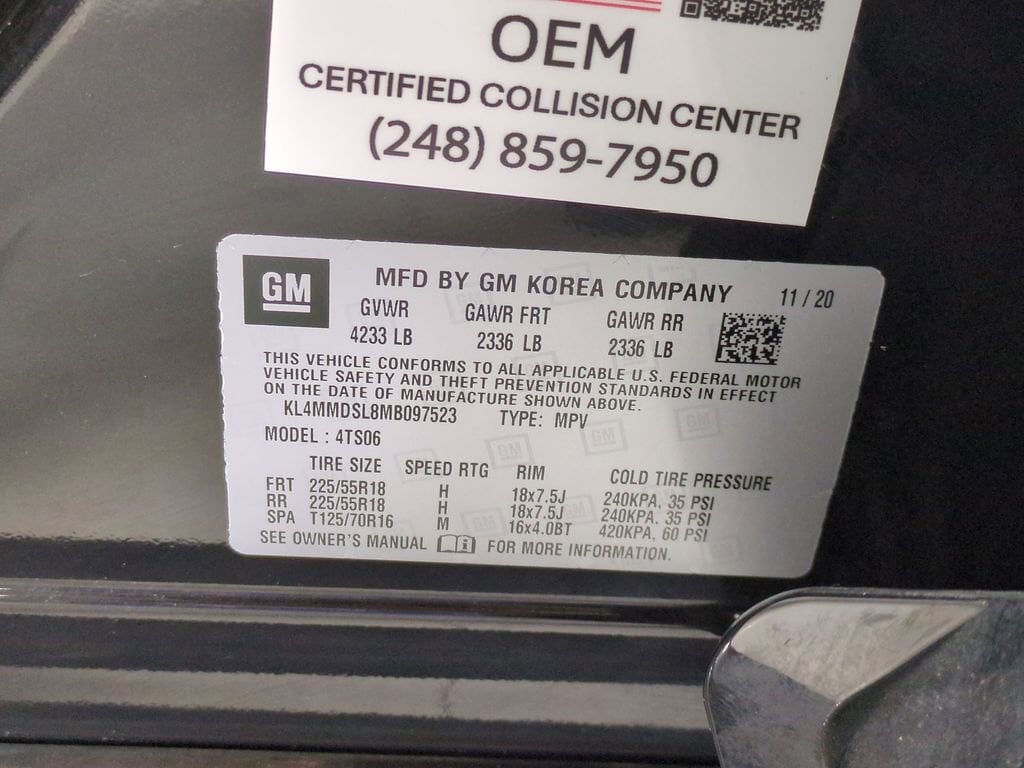 OEM
CERTIFIED COLLISION CENTER
(248) 859-7950
GM
MFD BY GM KOREA COMPANY 11 / 20
GVWR GAWR FRT GAWR RR
4233 LB 2336 LB 2336 LB
THIS VEHICLE CONFORMS TO ALL APPLICABLE U.S. FEDERAL MOTOR
VEHICLE SAFETY AND THEFT PREVENTION STANDARDS IN EFFECT
ON THE DATE OF MANUFACTURE SHOWN ABOVE.
KL4MMDSL8MB097523 TYPE: MPV
MODEL : 4TS06
TIRE SIZE SPEED RTG RIM COLD TIRE PRESSURE
FRT 225/55R18 H 18x7.5J 240KPA, 35 PSI
RR 225/55R18 H 18x7.5J 240KPA, 35 PSI
SPA T125/70R16 M 16x4.0BT 420KPA, 60 PSI
SEE OWNER'S MANUAL FOR MORE INFORMATION.